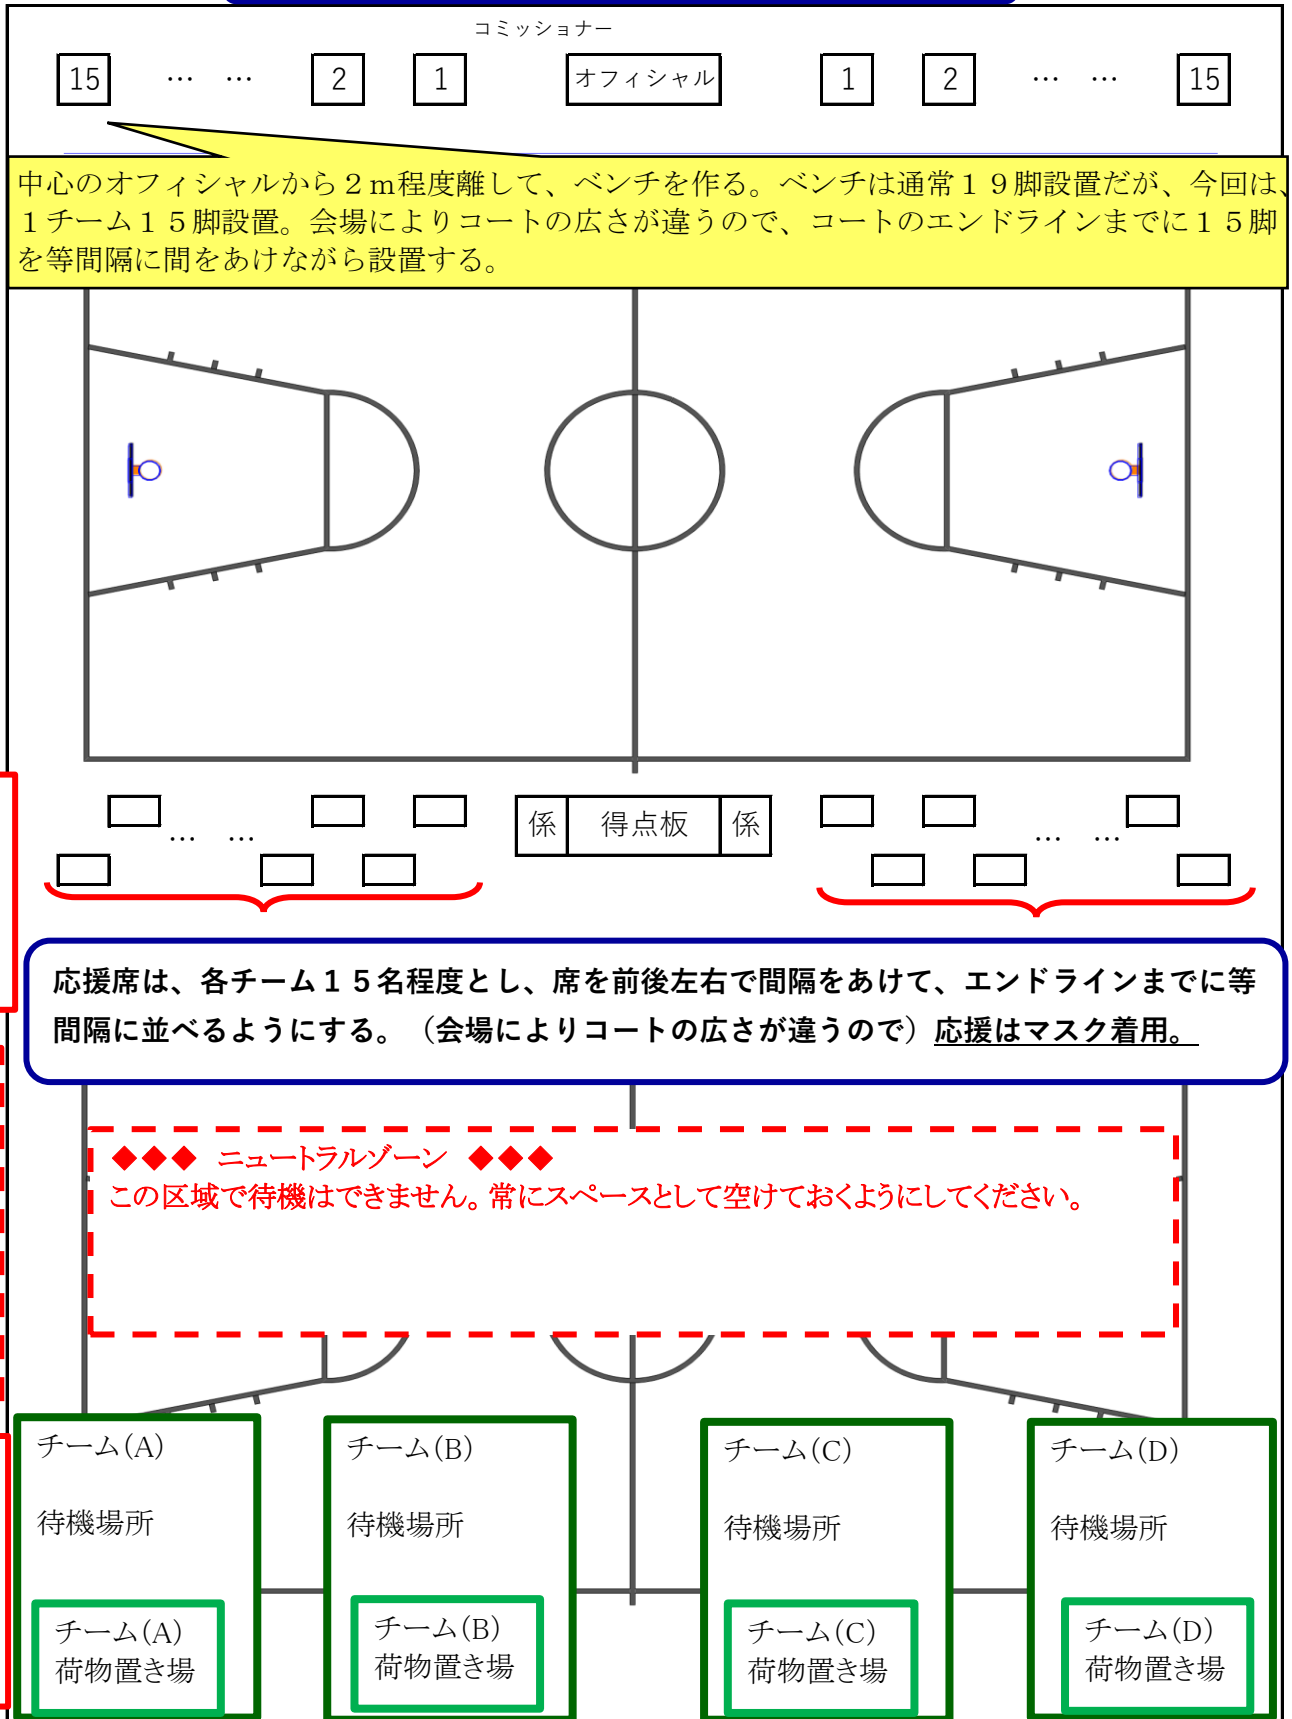 コミッショナー
15 … … 2 1 オフィシャル 1 2 … … 15
中心のオフィシャルから２ｍ程度離して、ベンチを作る。ベンチは通常１９脚設置だが、今回は、
１チーム１５脚設置。会場によりコートの広さが違うので、コートのエンドラインまでに１５脚
を等間隔に間をあけながら設置する。
… … 係 得点板 係 … …
応援席は、各チーム１５名程度とし、席を前後左右で間隔をあけて、エンドラインまでに等
間隔に並べるようにする。（会場によりコートの広さが違うので）応援はマスク着用。
◆◆◆ ニュートラルゾーン ◆◆◆
この区域で待機はできません。常にスペースとして空けておくようにしてください。
チーム(A) チーム(B) チーム(C) チーム(D)
待機場所 待機場所 待機場所 待機場所
チーム(A) チーム(B) チーム(C) チーム(D)
荷物置き場 荷物置き場 荷物置き場 荷物置き場